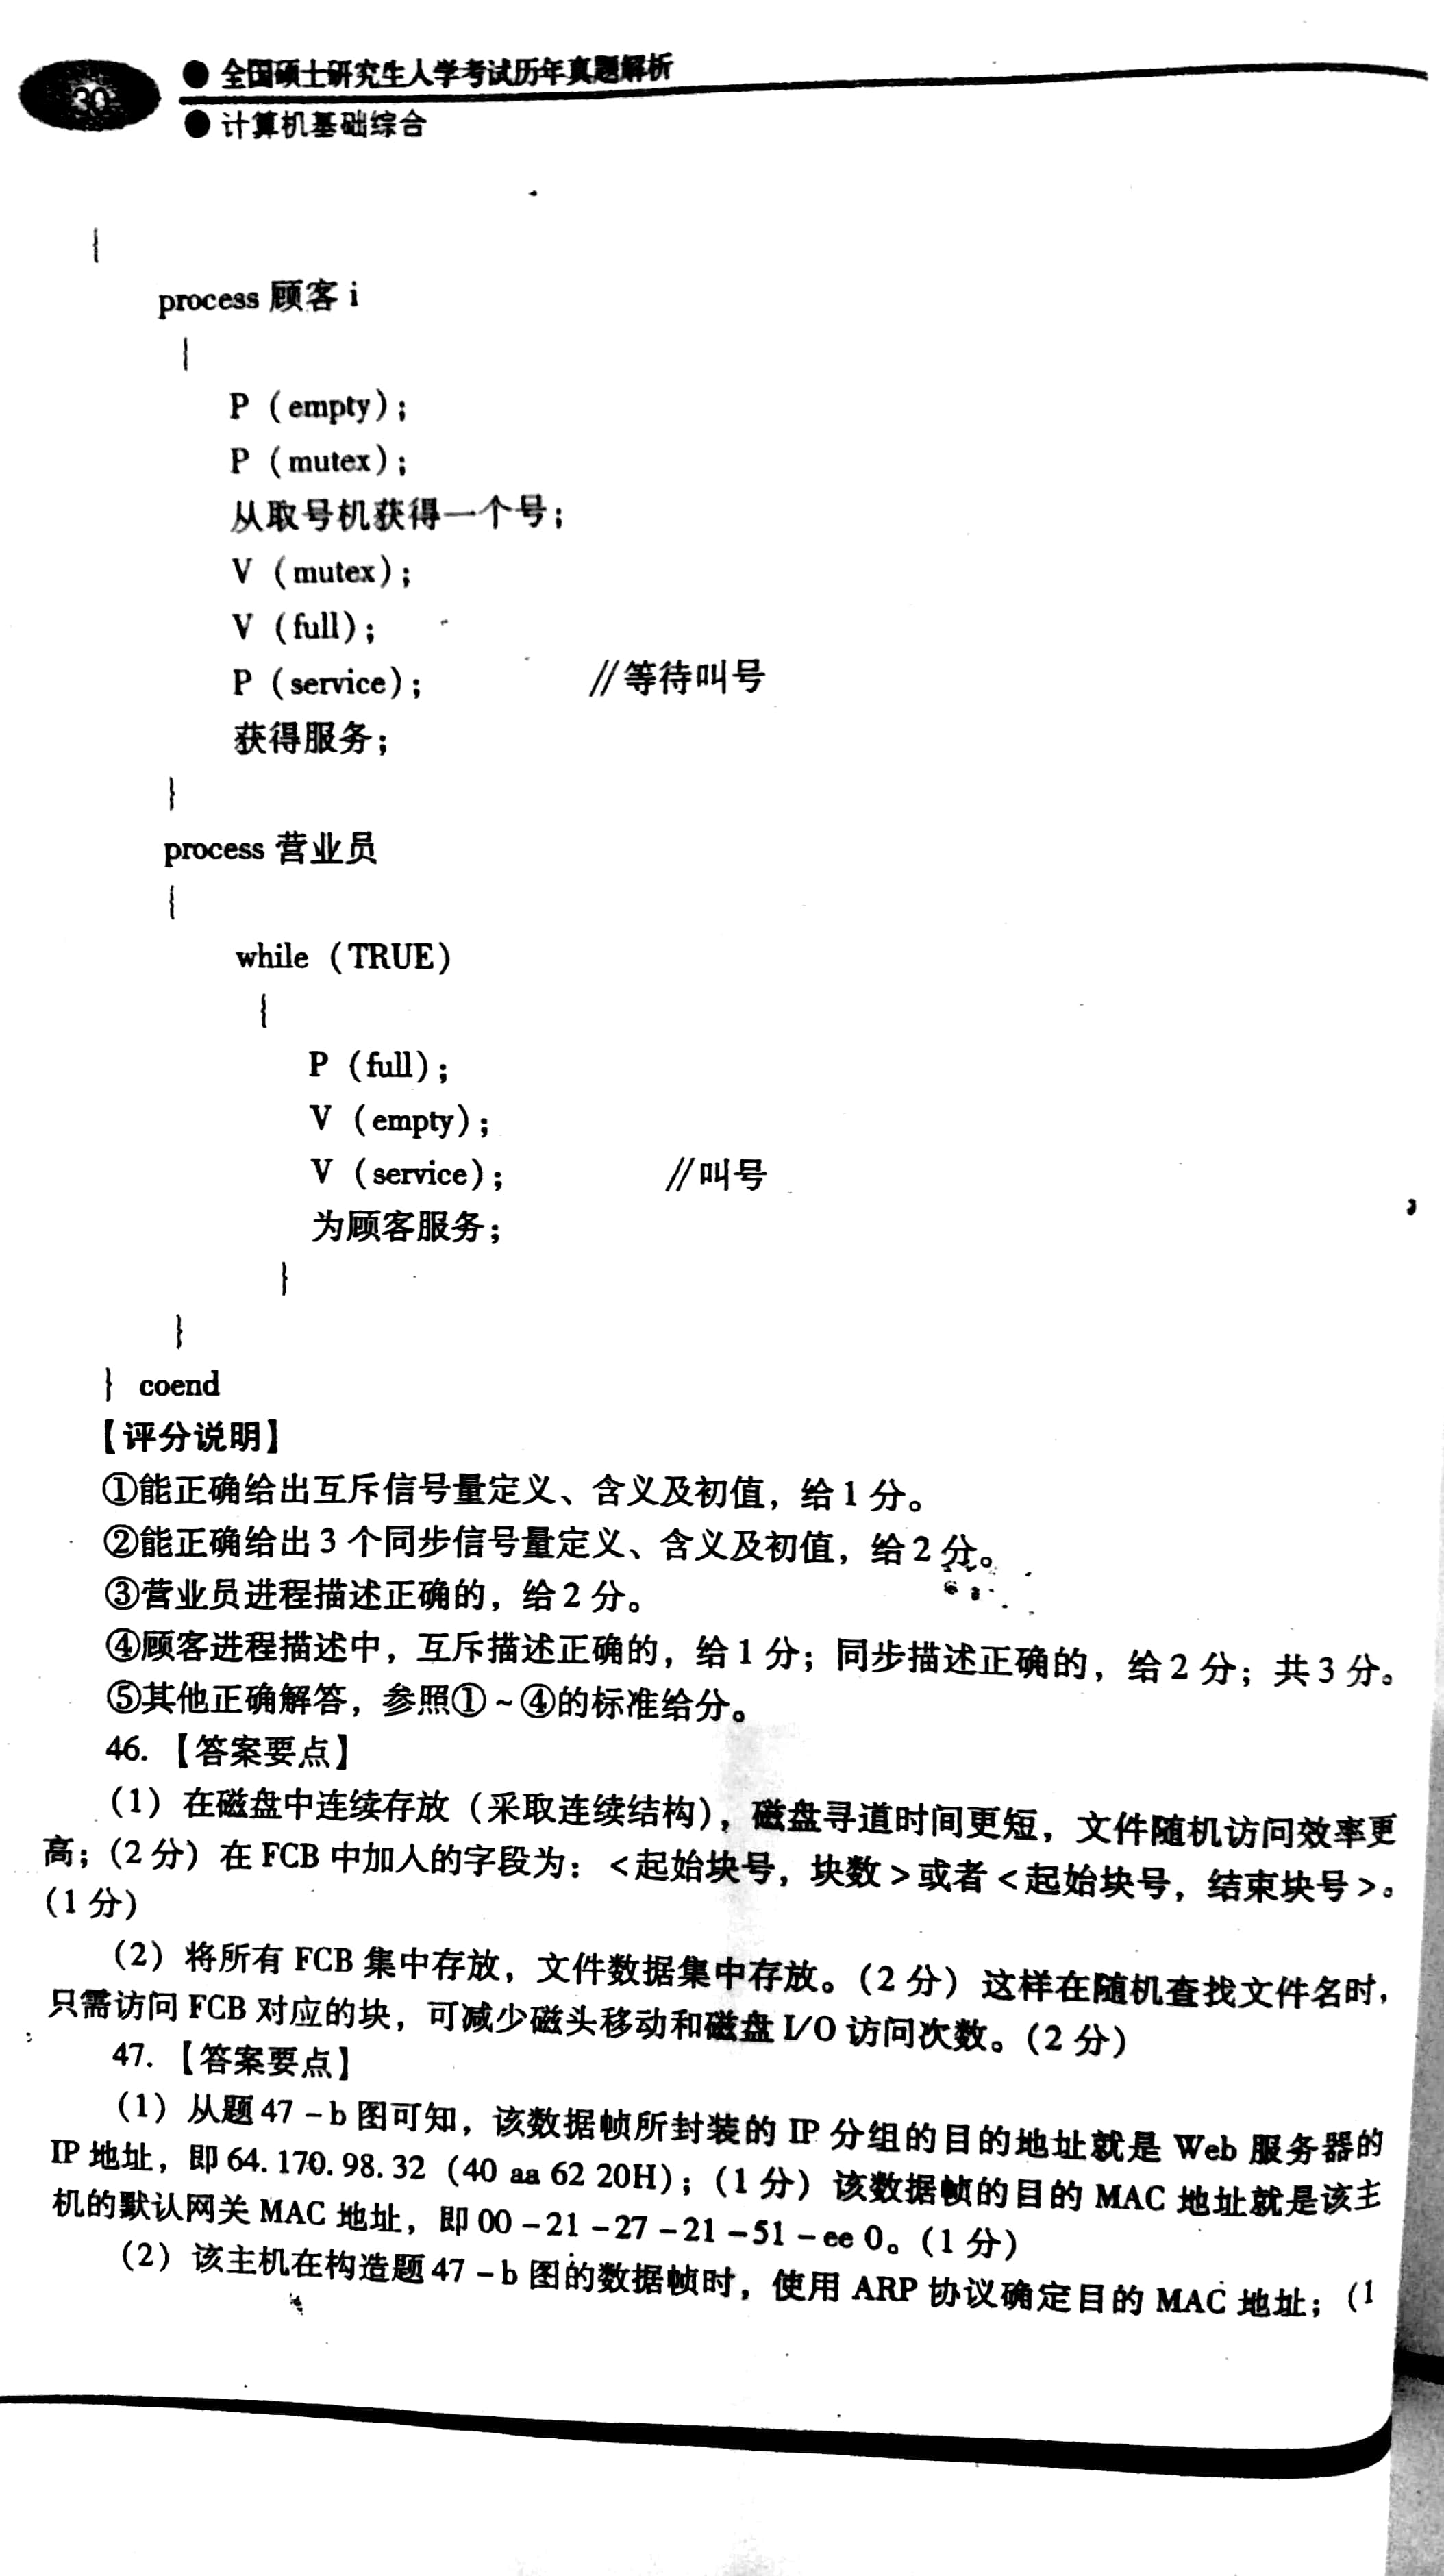 30
● 全国硕士研究生入学考试历年真题解析
● 计算机基础综合
{
process 顾客 i
{
P (empty);
P (mutex);
从取号机获得一个号;
V (mutex);
V (full);
P (service); //等待叫号
获得服务;
}
process 营业员
{
while (TRUE)
{
P (full);
V (empty);
V (service); //叫号
为顾客服务;
}
}
} coend
【评分说明】
①能正确给出互斥信号量定义、含义及初值，给 1 分。
②能正确给出 3 个同步信号量定义、含义及初值，给 2 分。
③营业员进程描述正确的，给 2 分。
④顾客进程描述中，互斥描述正确的，给 1 分；同步描述正确的，给 2 分；共 3 分。
⑤其他正确解答，参照①~④的标准给分。
46. 【答案要点】
(1) 在磁盘中连续存放（采取连续结构），磁盘寻道时间更短，文件随机访问效率更
高；(2 分) 在 FCB 中加入的字段为：<起始块号，块数>或者<起始块号，结束块号>。
(1 分)
(2) 将所有 FCB 集中存放，文件数据集中存放。(2 分) 这样在随机查找文件名时，
只需访问 FCB 对应的块，可减少磁头移动和磁盘 I/O 访问次数。(2 分)
47. 【答案要点】
(1) 从题 47-b 图可知，该数据帧所封装的 IP 分组的目的地址就是 Web 服务器的
IP 地址，即 64.170.98.32 (40 aa 62 20H)；(1 分) 该数据帧的目的 MAC 地址就是该主
机的默认网关 MAC 地址，即 00-21-27-21-51-ee 0。(1 分)
(2) 该主机在构造题 47-b 图的数据帧时，使用 ARP 协议确定目的 MAC 地址；(1